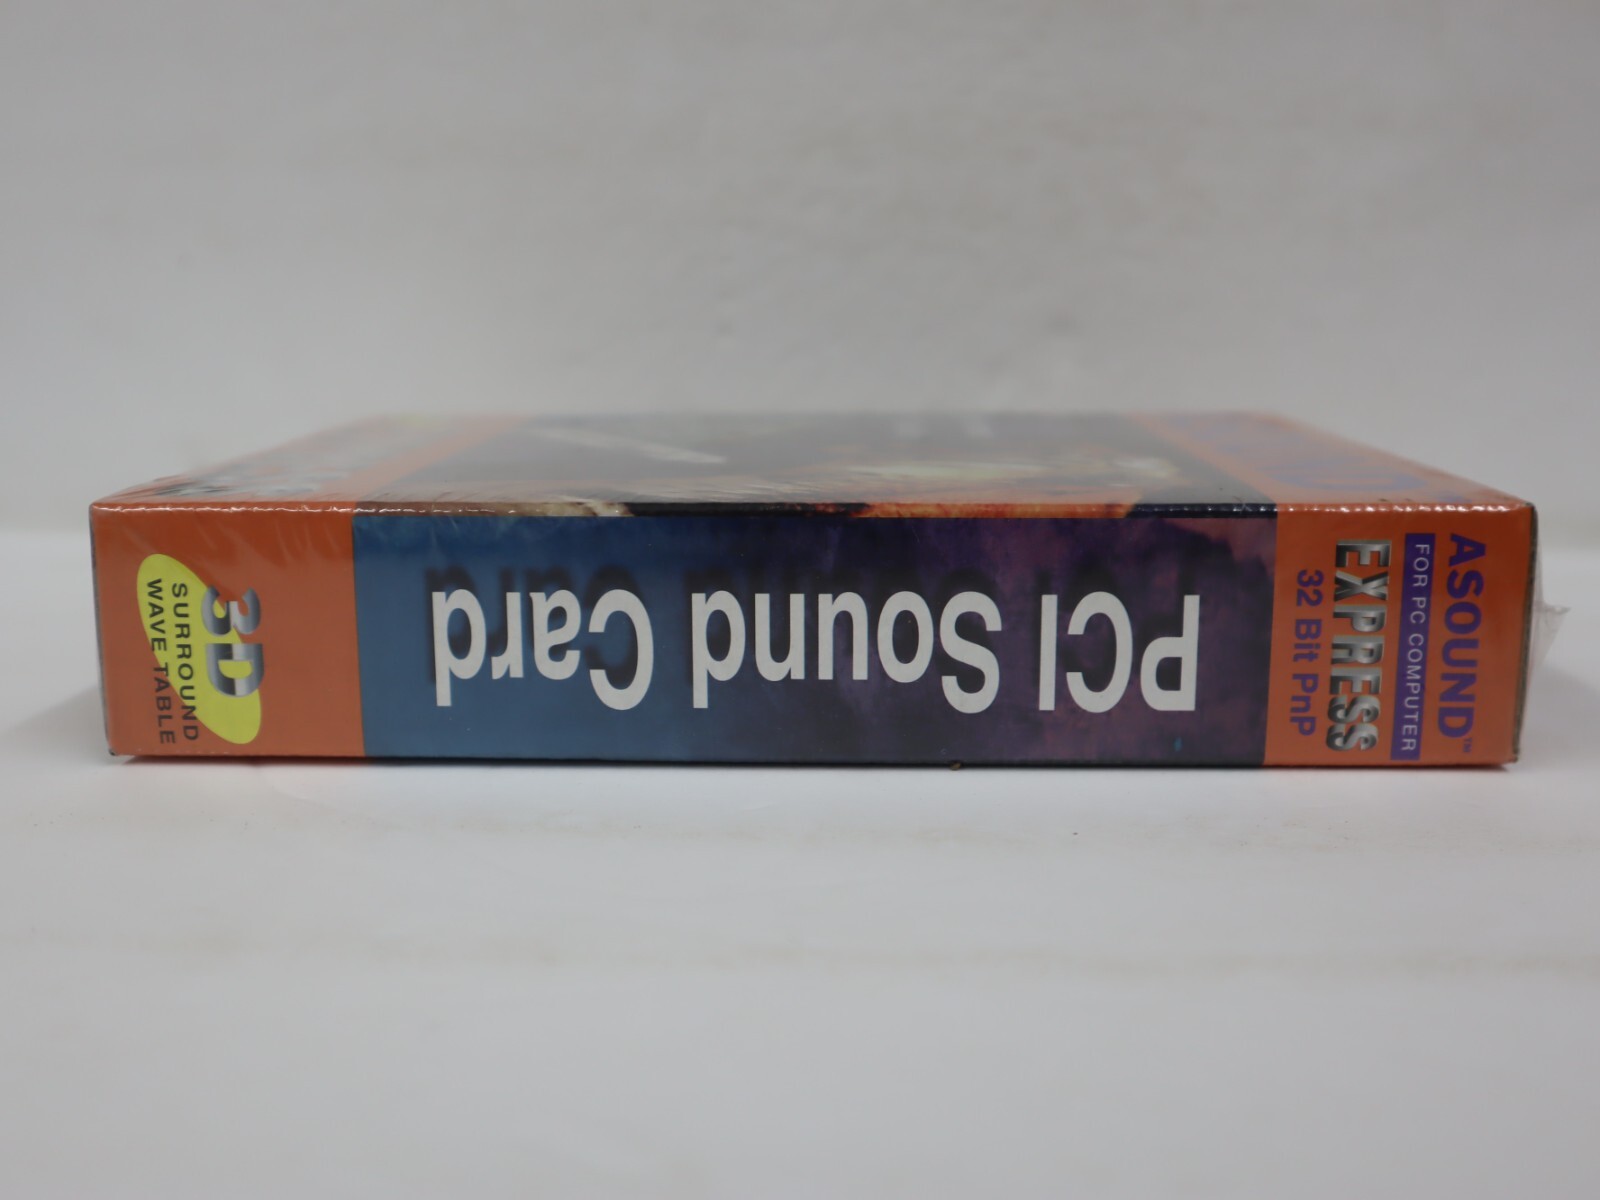 ASOUND™
FOR PC COMPUTER
EXPRESS
32 Bit PnP
PCI Sound Card
3D
SURROUND
WAVE TABLE